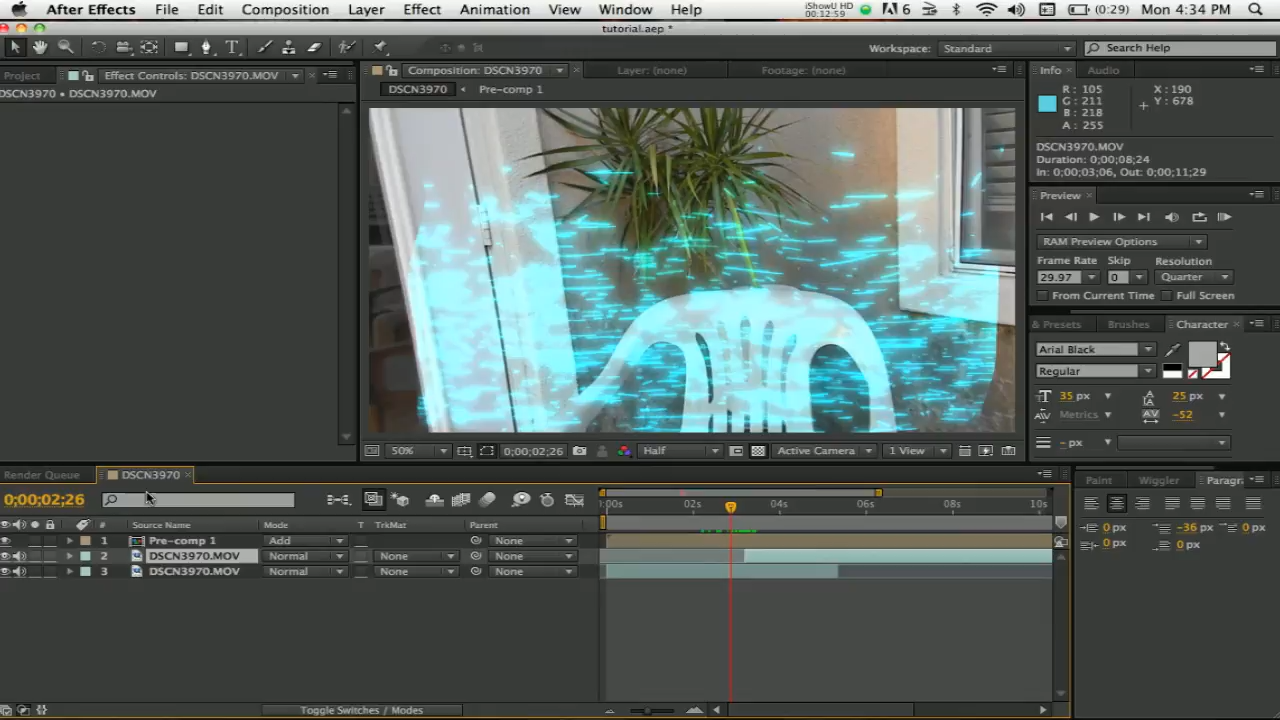 After Effects File Edit Composition Layer Effect Animation View Window Help iShowU HD 00:12:59 6 (0:29) Mon 4:34 PM
tutorial.aep *
Workspace: Standard Search Help
Project Effect Controls: DSCN3970.MOV Composition: DSCN3970 Layer: (none) Footage: (none) Info Audio
DSCN3970 • DSCN3970.MOV
DSCN3970 Pre-comp 1
R: 105 X: 190
G: 211 Y: 678
B: 218
A: 255
DSCN3970.MOV
Duration: 0;00;08;24
In: 0;00;03;06, Out: 0;00;11;29
Preview
RAM Preview Options
Frame Rate Skip Resolution
29.97 0 Quarter
From Current Time Full Screen
& Presets Brushes Character
Arial Black
Regular
35 px 25 px
Metrics -52
- px
50% 0;00;02;26 Half Active Camera 1 View
Render Queue DSCN3970
Paint Wiggler Paragra
0;00;02;26
):00s 02s 04s 06s 08s 10s
# Source Name Mode T TrkMat Parent
1 Pre-comp 1 Add None
2 DSCN3970.MOV Normal None None
3 DSCN3970.MOV Normal None None
0 px -36 px 0 px
0 px 0 px
Toggle Switches / Modes